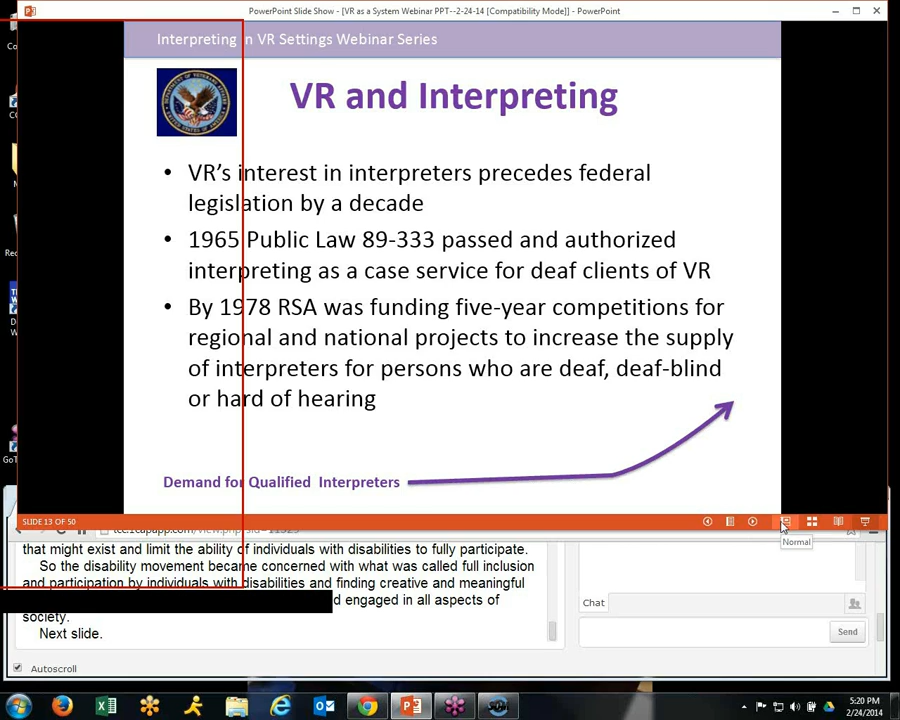 PowerPoint Slide Show - [VR as a System Webinar PPT--2-24-14 [Compatibility Mode]] - PowerPoint
Interpreting in VR Settings Webinar Series
VR and Interpreting
• VR's interest in interpreters precedes federal
legislation by a decade
• 1965 Public Law 89-333 passed and authorized
interpreting as a case service for deaf clients of VR
• By 1978 RSA was funding five-year competitions for
regional and national projects to increase the supply
of interpreters for persons who are deaf, deaf-blind
or hard of hearing
Demand for Qualified Interpreters
SLIDE 13 OF 50
Normal
that might exist and limit the ability of individuals with disabilities to fully participate.
So the disability movement became concerned with what was called full inclusion
and participation by individuals with disabilities and finding creative and meaningful
d engaged in all aspects of
society.
Next slide.
Chat
Send
Autoscroll
5:20 PM
2/24/2014